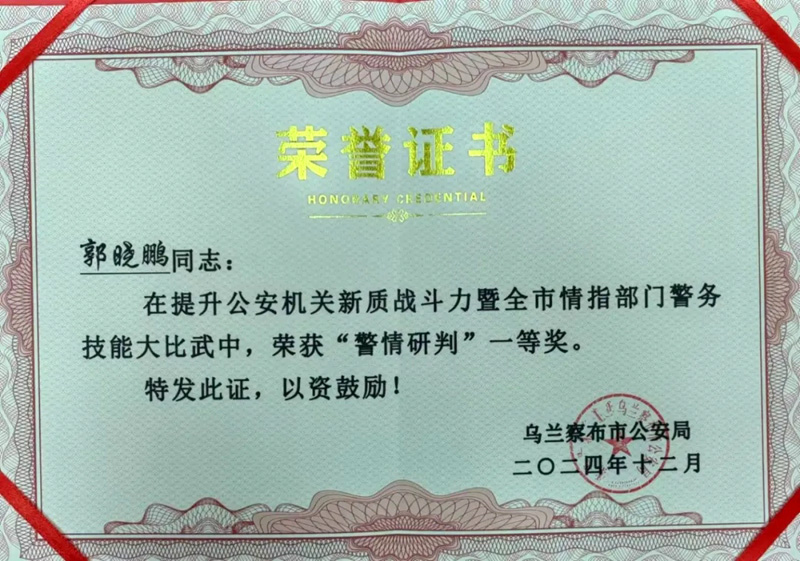 荣誉证书
HONORARY CREDENTIAL
郭晓鹏同志：
在提升公安机关新质战斗力暨全市情指部门警务
技能大比武中，荣获“警情研判”一等奖。
特发此证，以资鼓励！
乌兰察布市公安局
二〇二四年十二月